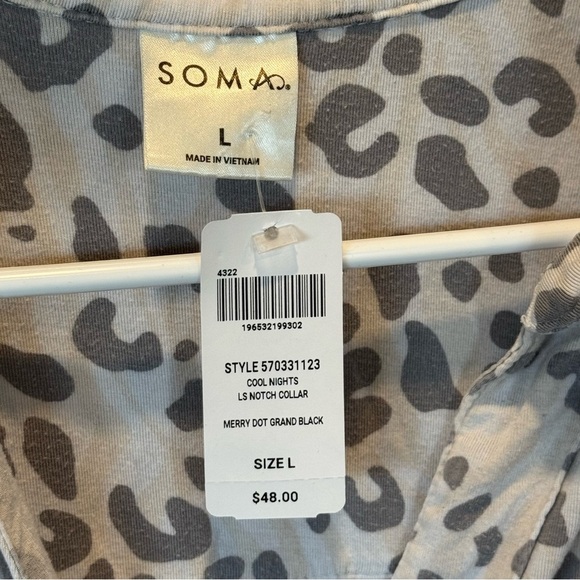 SOMA
L
MADE IN VIETNAM
4322
196532199302
STYLE 570331123
COOL NIGHTS
LS NOTCH COLLAR
MERRY DOT GRAND BLACK
SIZE L
$48.00